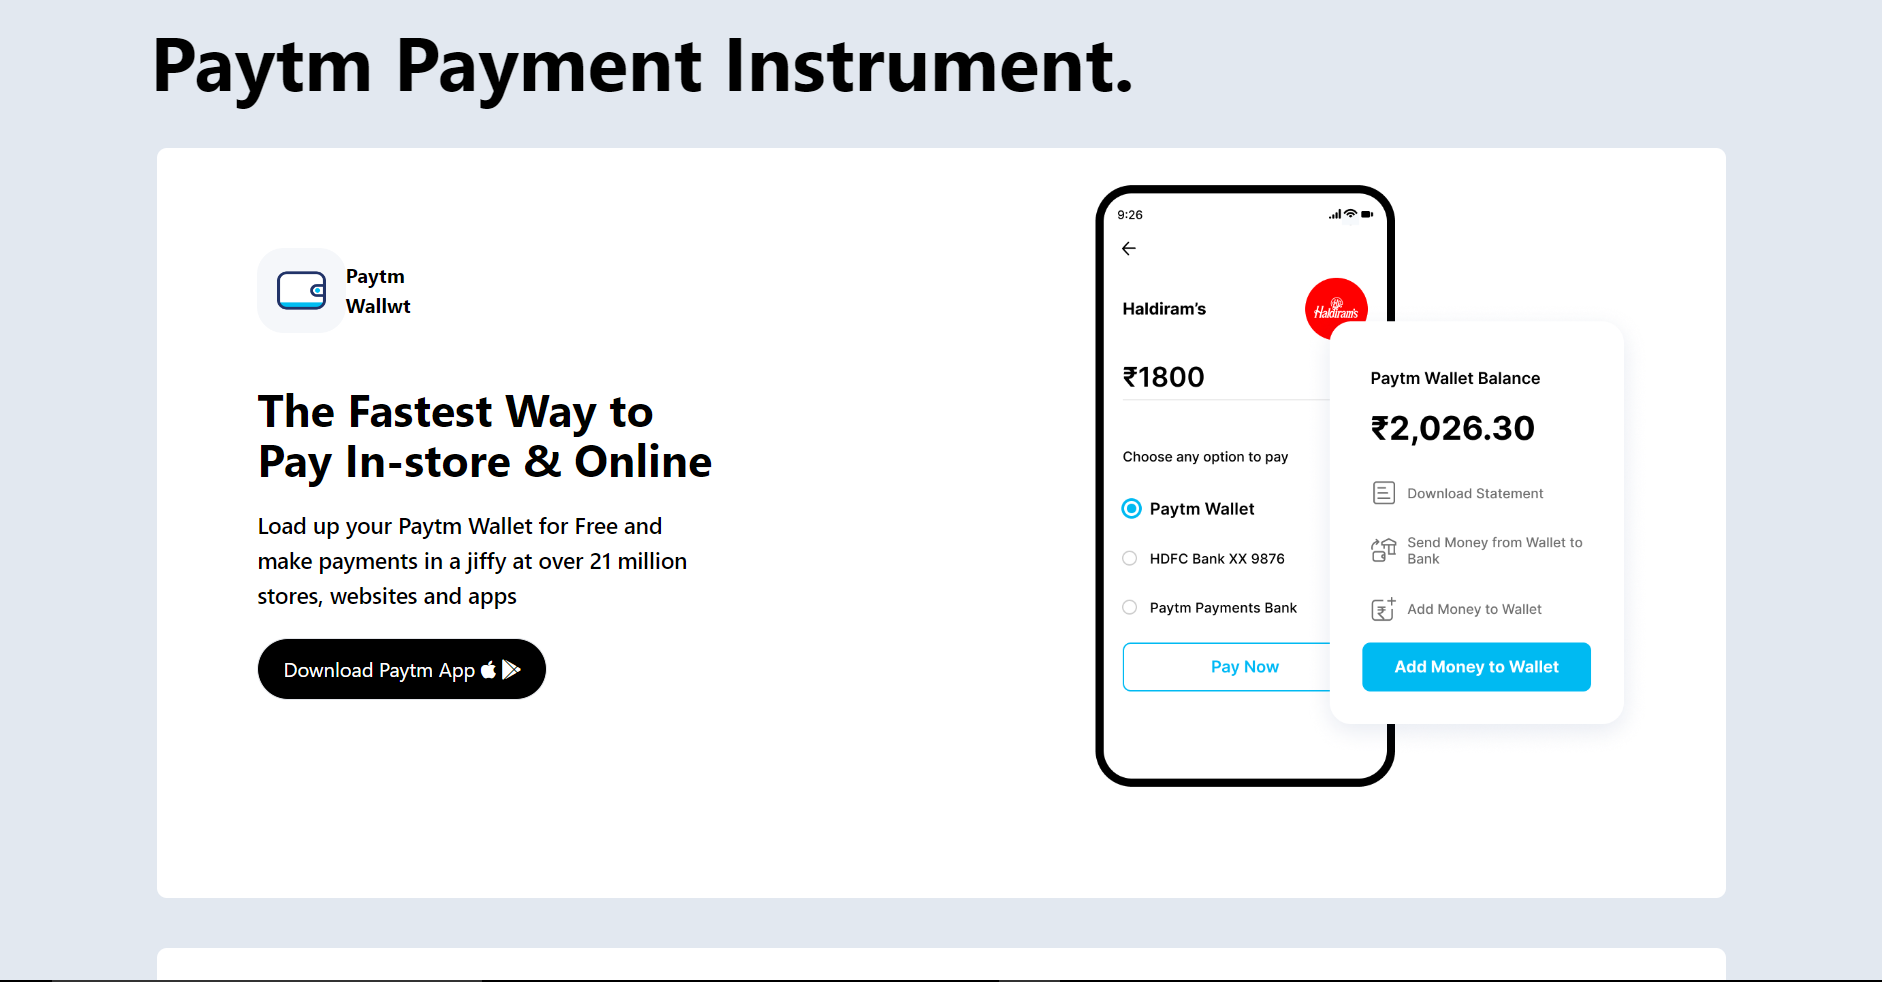 Paytm Payment Instrument.
Paytm
Wallwt
The Fastest Way to
Pay In-store & Online
Load up your Paytm Wallet for Free and
make payments in a jiffy at over 21 million
stores, websites and apps
Download Paytm App
9:26
Haldiram's
Haldiram's
₹1800
Choose any option to pay
Paytm Wallet
HDFC Bank XX 9876
Paytm Payments Bank
Pay Now
Paytm Wallet Balance
₹2,026.30
Download Statement
Send Money from Wallet to
Bank
Add Money to Wallet
Add Money to Wallet